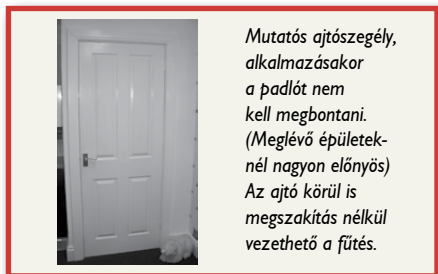 Mutatós ajtószegély,
alkalmazásakor
a padlót nem
kell megbontani.
(Meglévő épületek-
nél nagyon előnyös)
Az ajtó körül is
megszakítás nélkül
vezethető a fűtés.